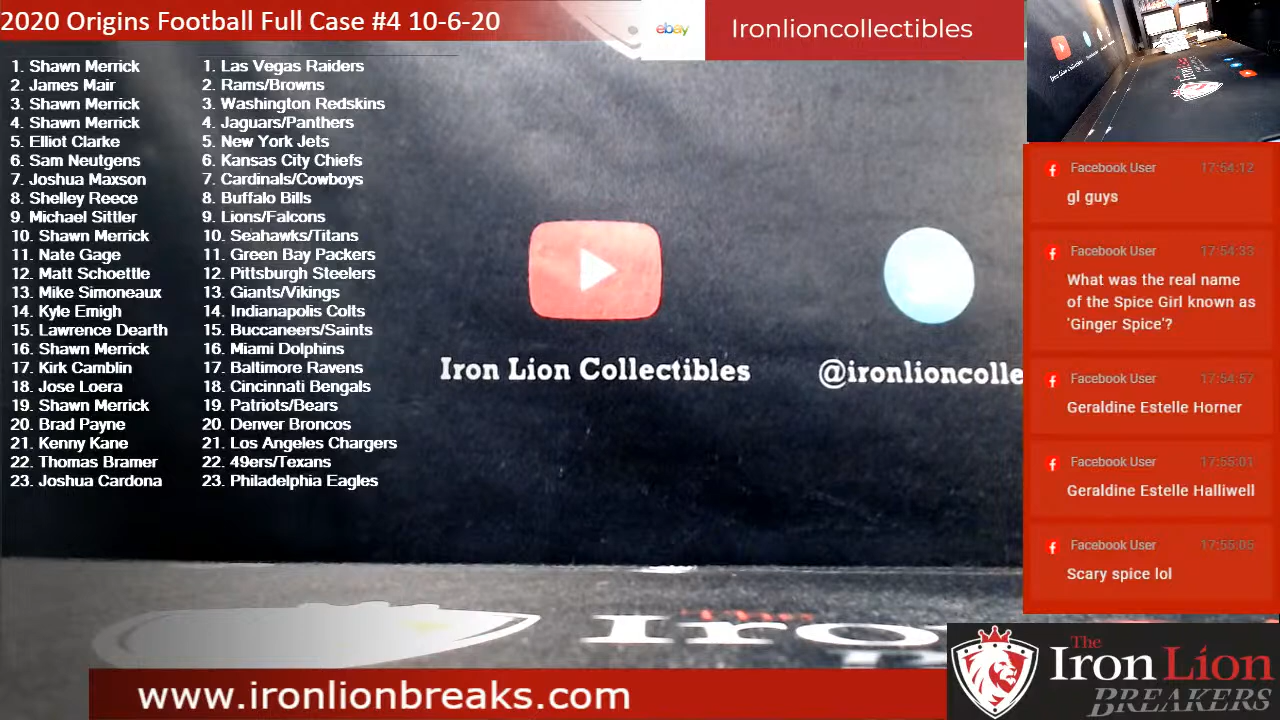 2020 Origins Football Full Case #4 10-6-20
ebay
Ironlioncollectibles
1. Shawn Merrick
2. James Mair
3. Shawn Merrick
4. Shawn Merrick
5. Elliot Clarke
6. Sam Neutgens
7. Joshua Maxson
8. Shelley Reece
9. Michael Sittler
10. Shawn Merrick
11. Nate Gage
12. Matt Schoettle
13. Mike Simoneaux
14. Kyle Emigh
15. Lawrence Dearth
16. Shawn Merrick
17. Kirk Camblin
18. Jose Loera
19. Shawn Merrick
20. Brad Payne
21. Kenny Kane
22. Thomas Bramer
23. Joshua Cardona
1. Las Vegas Raiders
2. Rams/Browns
3. Washington Redskins
4. Jaguars/Panthers
5. New York Jets
6. Kansas City Chiefs
7. Cardinals/Cowboys
8. Buffalo Bills
9. Lions/Falcons
10. Seahawks/Titans
11. Green Bay Packers
12. Pittsburgh Steelers
13. Giants/Vikings
14. Indianapolis Colts
15. Buccaneers/Saints
16. Miami Dolphins
17. Baltimore Ravens
18. Cincinnati Bengals
19. Patriots/Bears
20. Denver Broncos
21. Los Angeles Chargers
22. 49ers/Texans
23. Philadelphia Eagles
Iron Lion Collectibles
@ironlioncolle
Facebook User 17:54:12
gl guys
Facebook User 17:54:33
What was the real name
of the Spice Girl known as
'Ginger Spice'?
Facebook User 17:54:57
Geraldine Estelle Horner
Facebook User 17:55:01
Geraldine Estelle Halliwell
Facebook User 17:55:05
Scary spice lol
The
Iro
www.ironlionbreaks.com
The
Iron Lion
BREAKERS